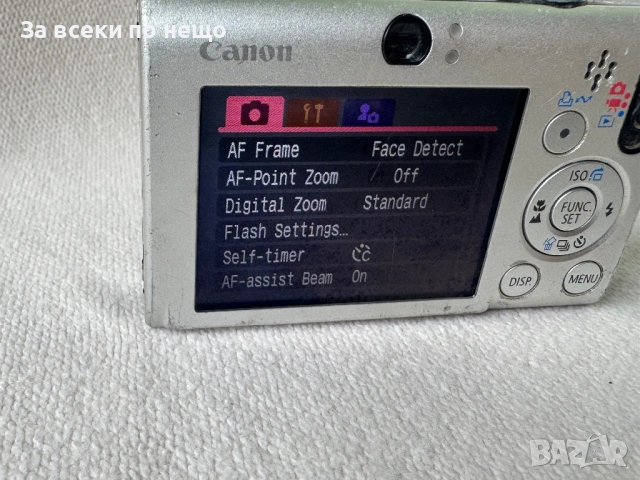 За всеки по нещо
Canon
AF Frame Face Detect
AF-Point Zoom Off
Digital Zoom Standard
Flash Settings...
Self-timer
AF-assist Beam On
ISO
FUNC.
SET
DISP.
MENU
BAZAR